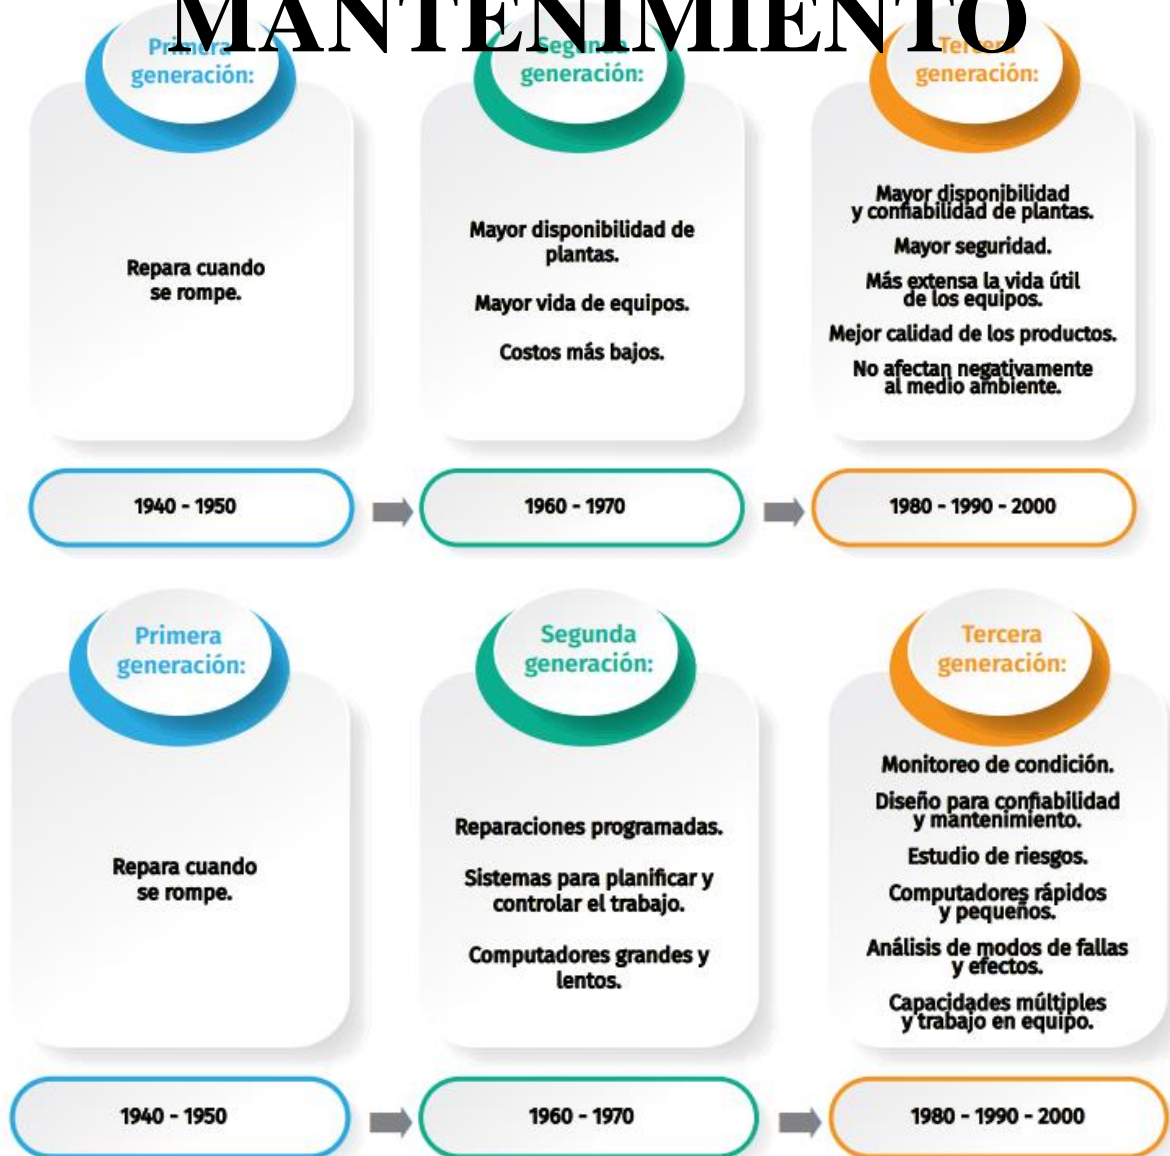 MANTENIMIENTO
Primera
generación:
Segunda
generación:
Tercera
generación:
Repara cuando
se rompe.
Mayor disponibilidad de
plantas.
Mayor vida de equipos.
Costos más bajos.
Mayor disponibilidad
y confiabilidad de plantas.
Mayor seguridad.
Más extensa la vida útil
de los equipos.
Mejor calidad de los productos.
No afectan negativamente
al medio ambiente.
1940 - 1950
1960 - 1970
1980 - 1990 - 2000
Primera
generación:
Segunda
generación:
Tercera
generación:
Repara cuando
se rompe.
Reparaciones programadas.
Sistemas para planificar y
controlar el trabajo.
Computadores grandes y
lentos.
Monitoreo de condición.
Diseño para confiabilidad
y mantenimiento.
Estudio de riesgos.
Computadores rápidos
y pequeños.
Análisis de modos de fallas
y efectos.
Capacidades múltiples
y trabajo en equipo.
1940 - 1950
1960 - 1970
1980 - 1990 - 2000